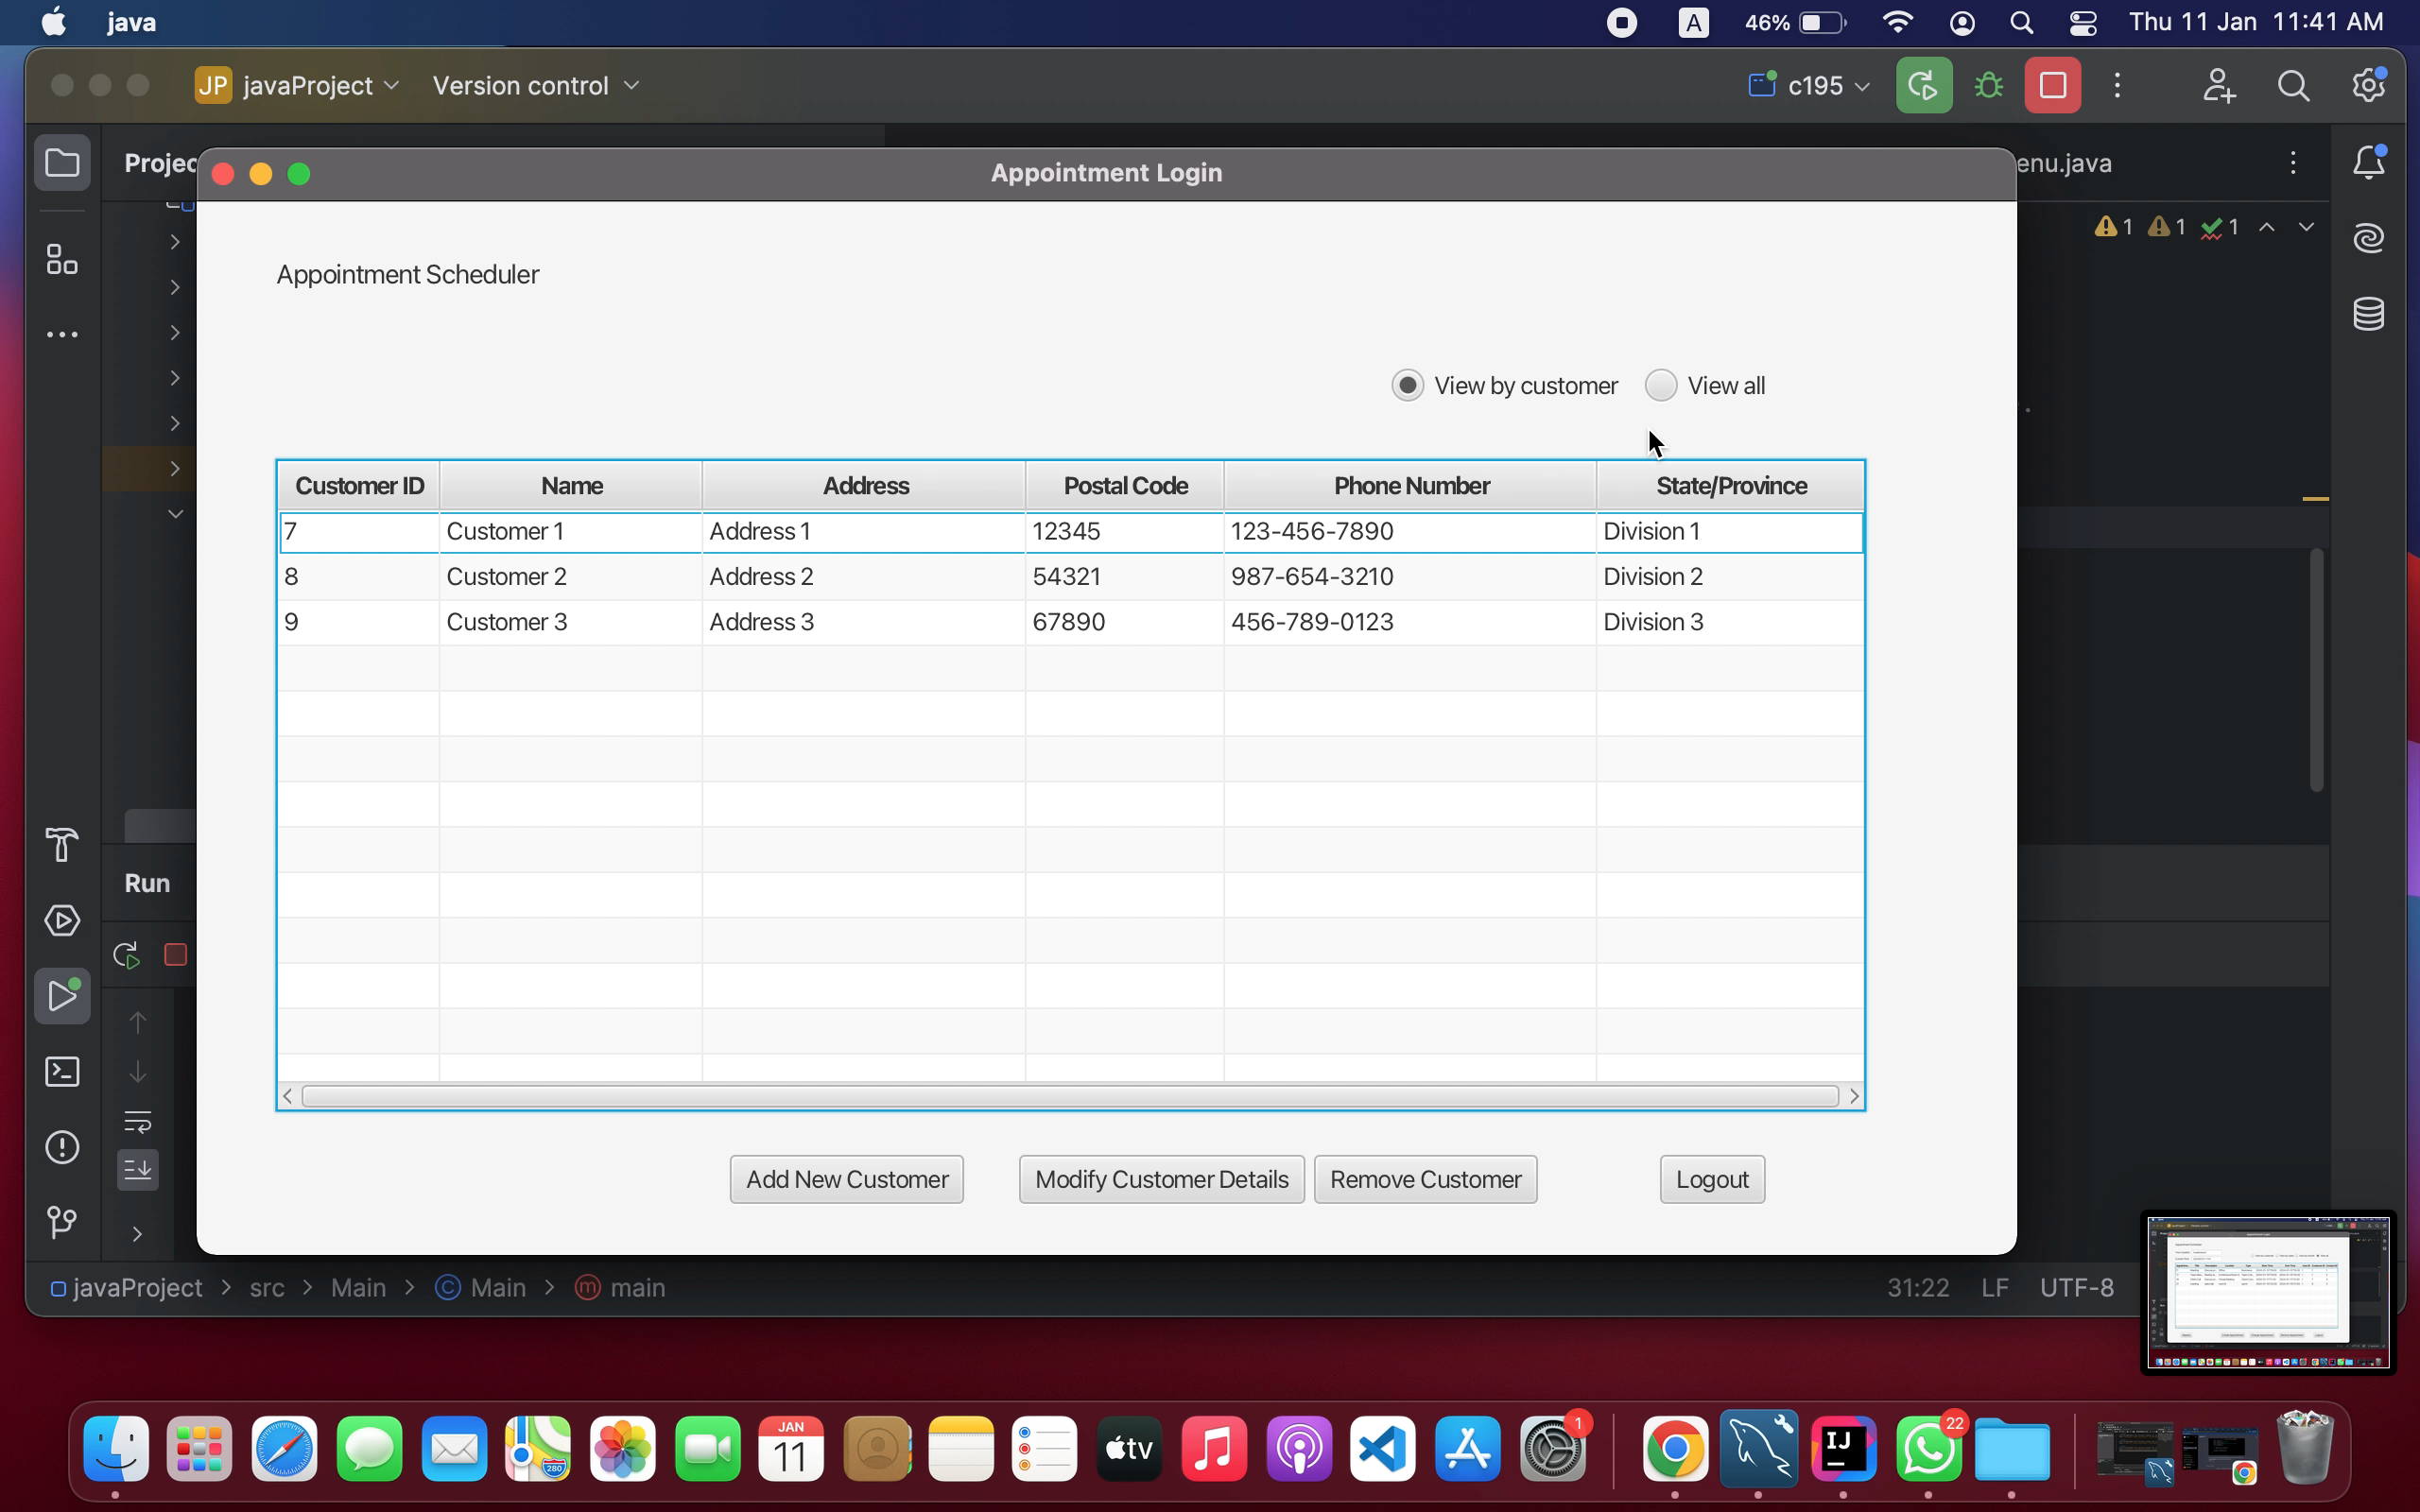 java
A 46% Thu 11 Jan 11:41 AM
JP javaProject Version control
c195
Projec
Appointment Login
enu.java
1 1 1
Appointment Scheduler
View by customer View all
Customer ID Name Address Postal Code Phone Number State/Province
7 Customer 1 Address 1 12345 123-456-7890 Division 1
8 Customer 2 Address 2 54321 987-654-3210 Division 2
9 Customer 3 Address 3 67890 456-789-0123 Division 3
Run
Add New Customer Modify Customer Details Remove Customer Logout
javaProject > src > Main > C Main > m main
31:22 LF UTF-8
JAN
11
280
tv
1
IJ
22